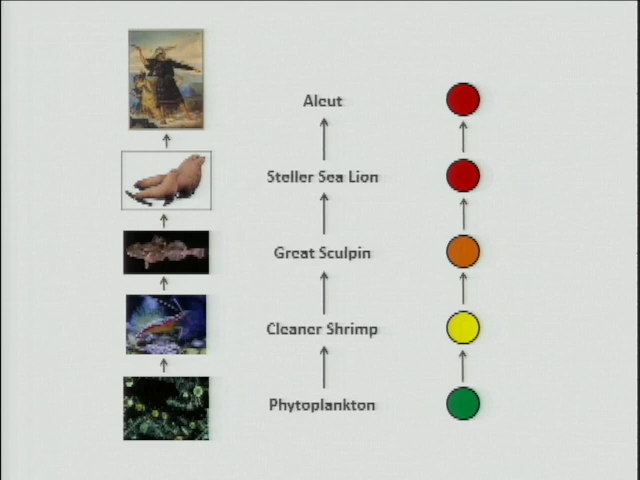 Aleut
Steller Sea Lion
Great Sculpin
Cleaner Shrimp
Phytoplankton